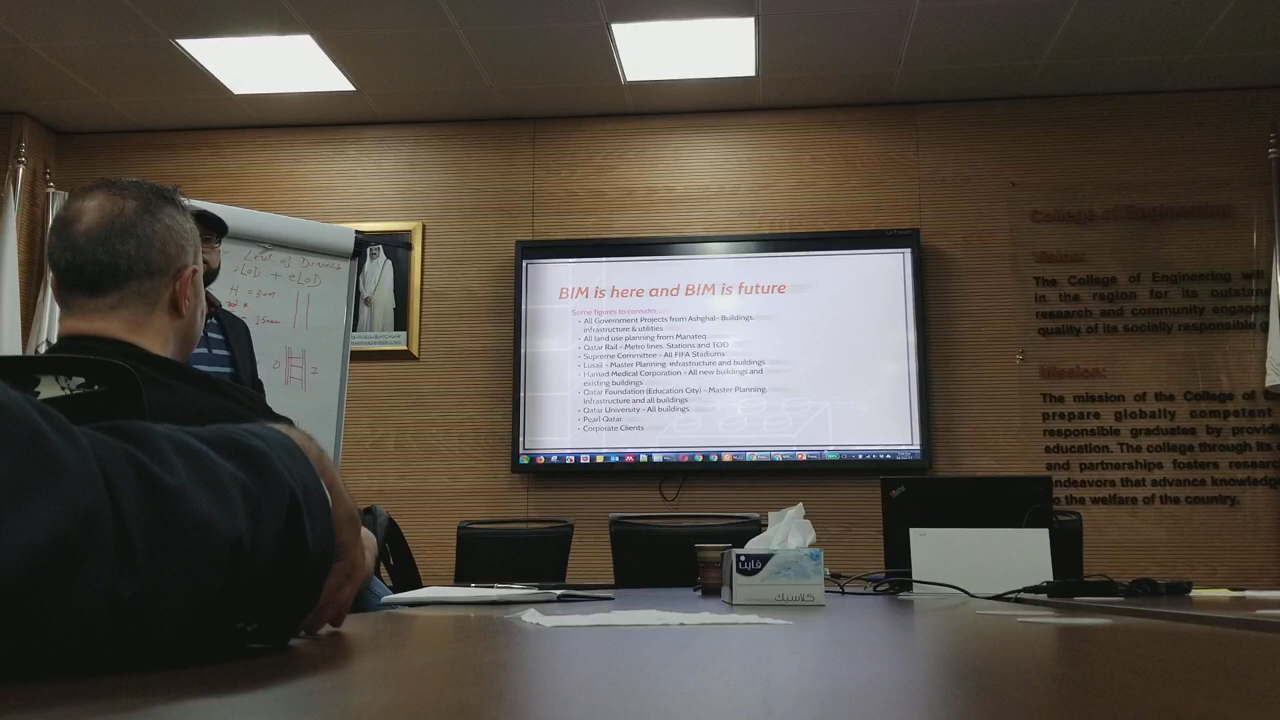 Level of
LoD + eLoD
H
BIM is here and BIM is future
Some figures to consider...
• All Government Projects from Ashghal- Buildings,
infrastructure & utilities
• All land use planning from Manateq
• Qatar Rail – Metro lines, Stations and TOD
• Supreme Committee – All FIFA Stadiums
• Lusail – Master Planning, infrastructure and buildings
• Hamad Medical Corporation – All new buildings and
existing buildings
• Qatar Foundation (Education City) – Master Planning,
Infrastructure and all buildings
• Qatar University – All buildings
• Pearl Qatar
• Corporate Clients
College of Engineering
Vision:
The College of Engineering will
in the region for its outstan
research and community engage
quality of its socially responsible
Mission:
The mission of the College of E
prepare globally competent
responsible graduates by provid
education. The college through its
and partnerships fosters resear
endeavors that advance knowledg
to the welfare of the country.
فاين
كلاسيك